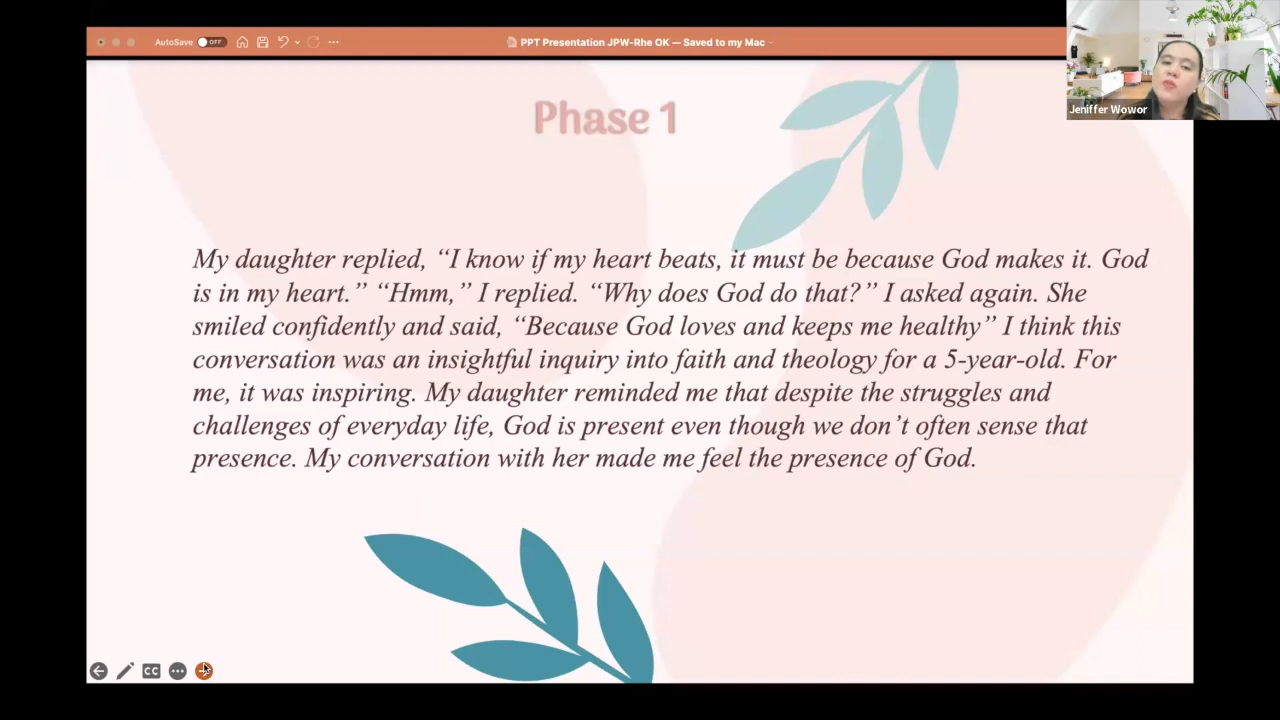 AutoSave OFF
PPT Presentation JPW-Rhe OK — Saved to my Mac
Jeniffer Wowor
Phase 1
My daughter replied, “I know if my heart beats, it must be because God makes it. God
is in my heart.” “Hmm,” I replied. “Why does God do that?” I asked again. She
smiled confidently and said, “Because God loves and keeps me healthy” I think this
conversation was an insightful inquiry into faith and theology for a 5-year-old. For
me, it was inspiring. My daughter reminded me that despite the struggles and
challenges of everyday life, God is present even though we don’t often sense that
presence. My conversation with her made me feel the presence of God.
CC